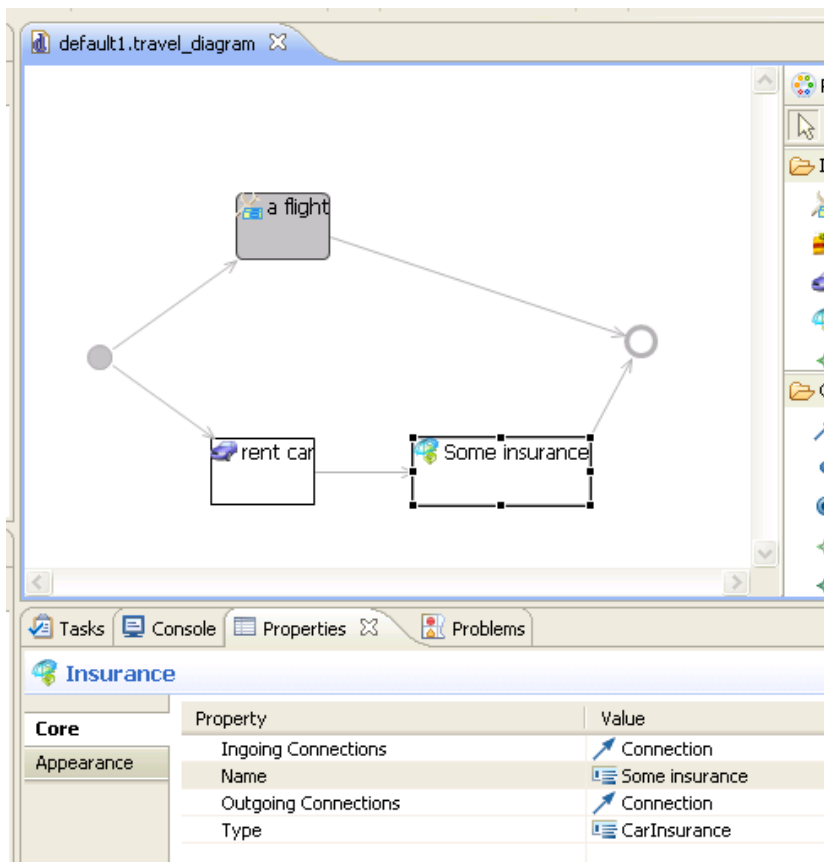 default1.travel_diagram
a flight
rent car
Some insurance
Tasks Console Properties Problems
Insurance
Core
Appearance
Property Value
Ingoing Connections Connection
Name Some insurance
Outgoing Connections Connection
Type CarInsurance